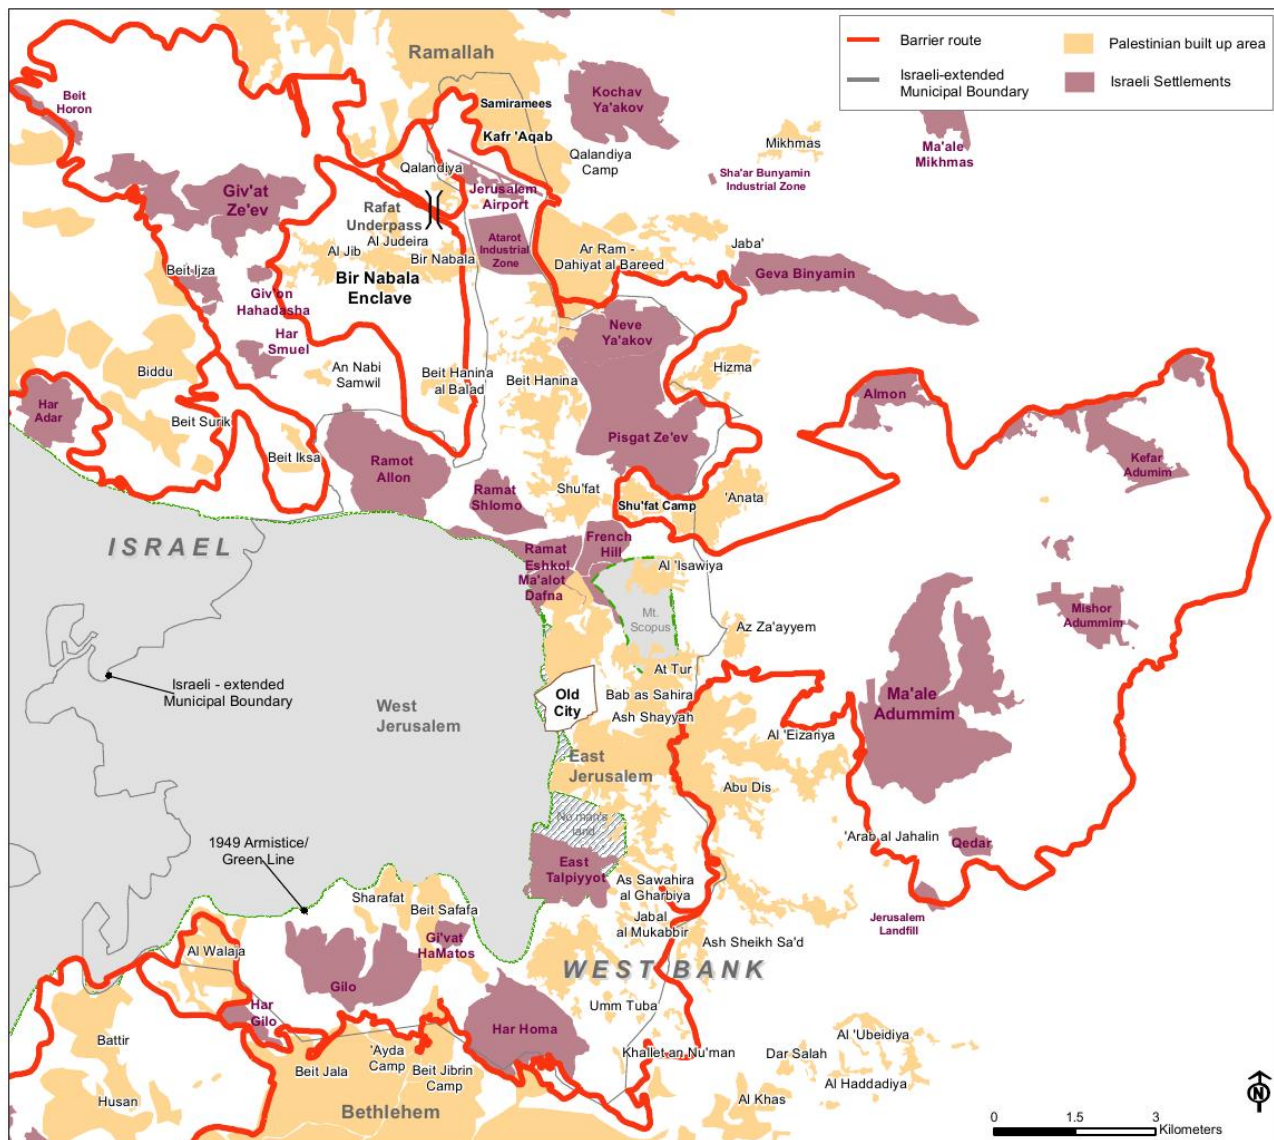 Barrier route
Israeli-extended
Municipal Boundary
Palestinian built up area
Israeli Settlements
Ramallah
Beit
Horon
Samiramees
Kochav
Ya'akov
Kafr 'Aqab
Mikhmas
Ma'ale
Mikhmas
Qalandiya
Qalandiya
Camp
Sha'ar Bunyamin
Industrial Zone
Giv'at
Ze'ev
Jerusalem
Airport
Rafat
Underpass
Al Judeira
Al Jib
Bir Nabala
Atarot
Industrial
Zone
Ar Ram -
Dahiyat al Bareed
Jaba'
Geva Binyamin
Beit Ijza
Bir Nabala
Enclave
Giv'on
Hahadasha
Har
Smuel
Neve
Ya'akov
Biddu
An Nabi
Samwil
Beit Hanina
al Balad
Beit Hanina
Hizma
Har
Adar
Almon
Beit Surik
Pisgat Ze'ev
Beit Iksa
Ramot
Allon
Kefar
Adumim
Ramat
Shlomo
Shu'fat
Shu'fat Camp
'Anata
ISRAEL
French
Hill
Ramat
Eshkol
Ma'alot
Dafna
Al 'Isawiya
Mt.
Scopus
Az Za'ayyem
Mishor
Adummim
At Tur
Israeli - extended
Municipal Boundary
West
Jerusalem
Old
City
Bab as Sahira
Ash Shayyah
Ma'ale
Adummim
Al 'Eizariya
East
Jerusalem
Abu Dis
No man's
land
'Arab al Jahalin
Qedar
1949 Armistice/
Green Line
East
Talpiyyot
As Sawahira
al Gharbiya
Sharafat
Beit Safafa
Jabal
al Mukabbir
Jerusalem
Landfill
Al Walaja
Gi'vat
HaMatos
Ash Sheikh Sa'd
WEST BANK
Gilo
Har
Gilo
Umm Tuba
Har Homa
Battir
'Ayda
Camp
Khallet an Nu'man
Dar Salah
Al 'Ubeidiya
Beit Jala
Beit Jibrin
Camp
Al Haddadiya
Husan
Bethlehem
Al Khas
N
0 1.5 3
Kilometers